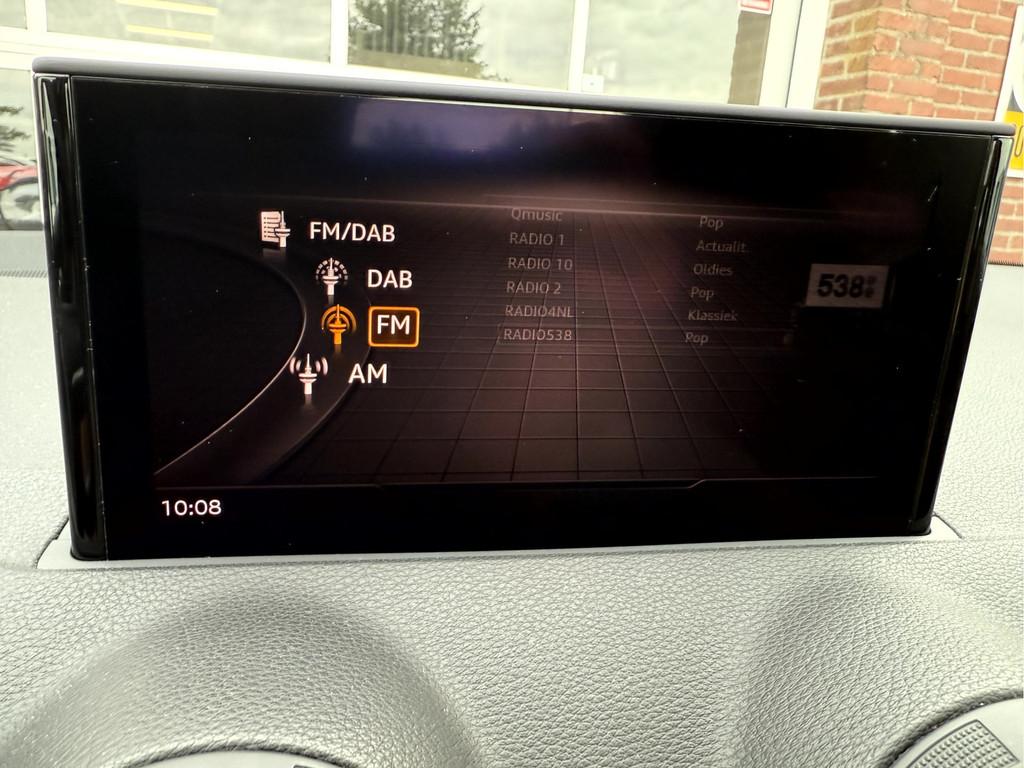 FM/DAB
DAB
FM
AM
Qmusic Pop
RADIO 1 Actualit.
RADIO 10 Oldies
RADIO 2 Pop
RADIO4NL Klassiek
RADIO538 Pop
538
10:08